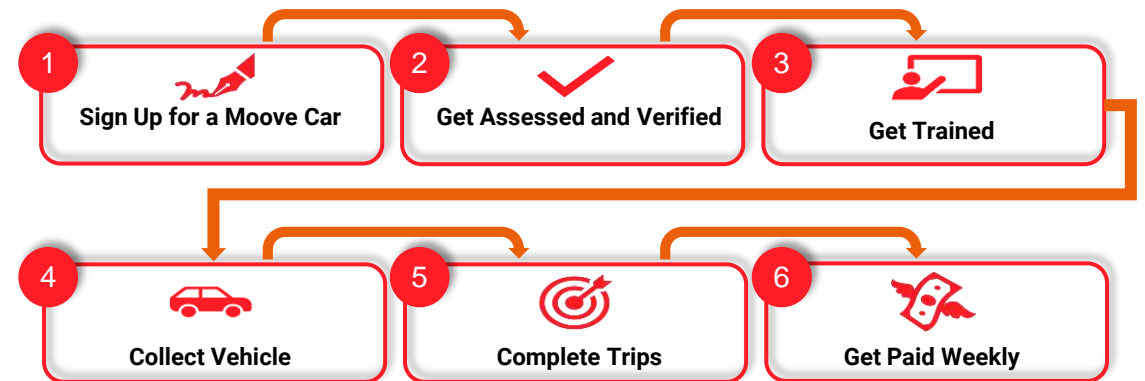 1
Sign Up for a Moove Car
2
Get Assessed and Verified
3
Get Trained
4
Collect Vehicle
5
Complete Trips
6
Get Paid Weekly